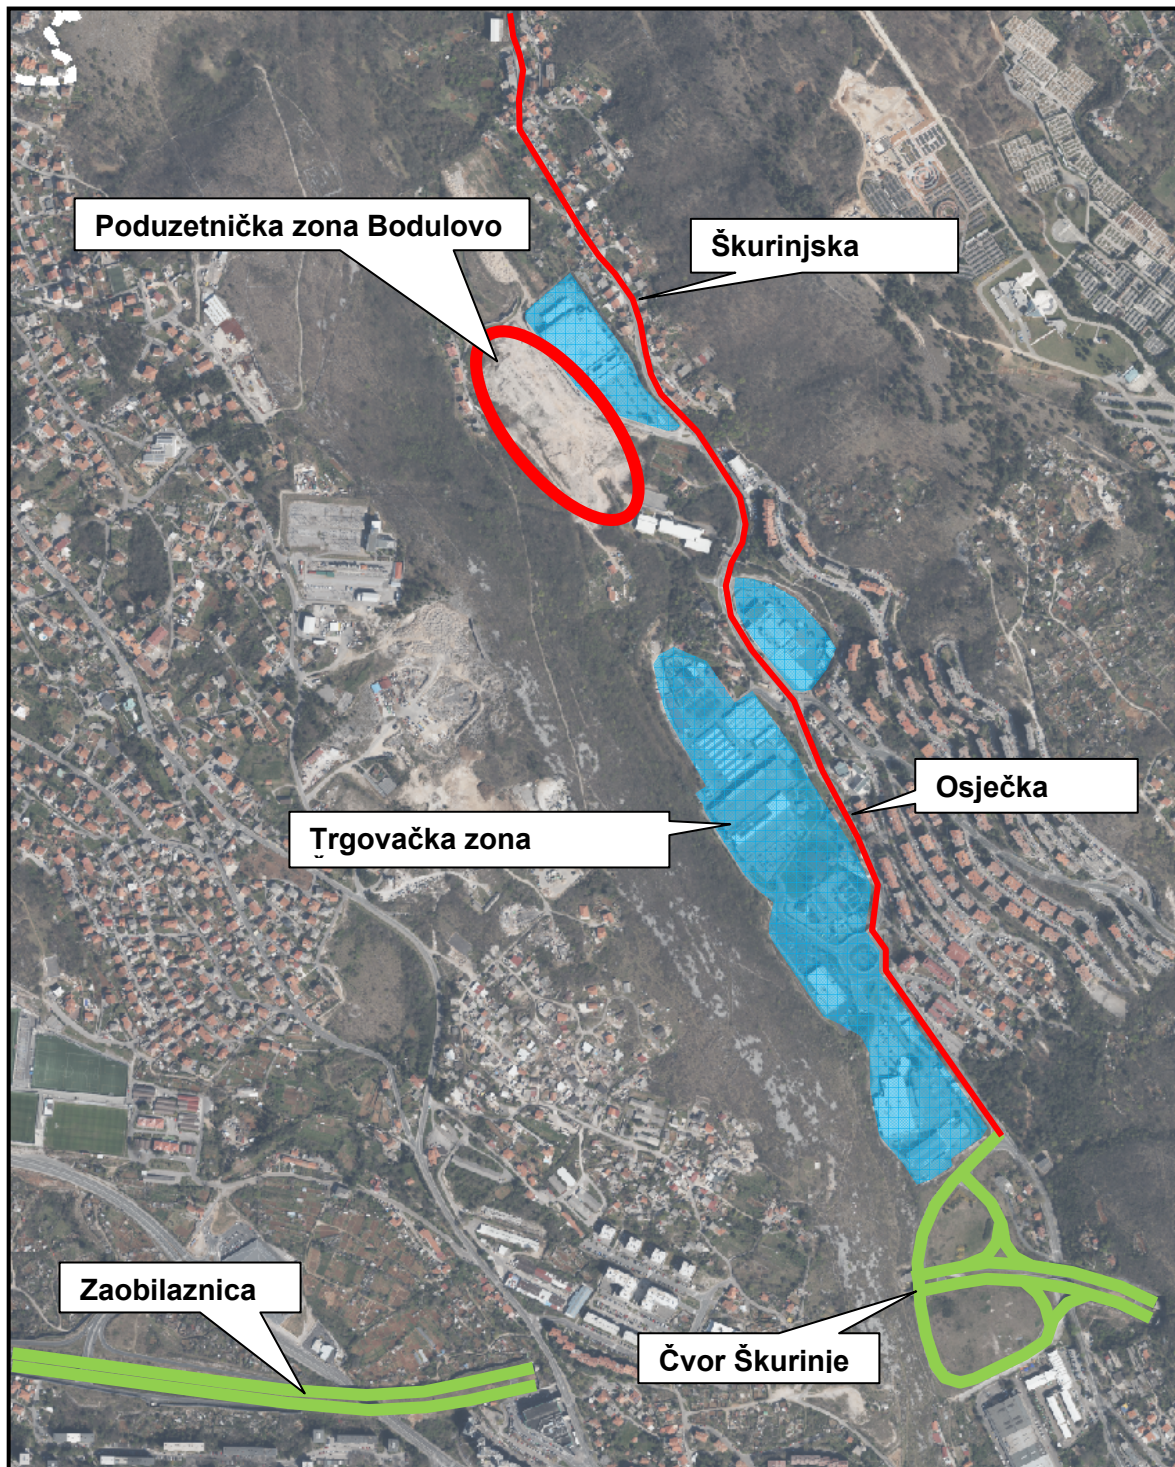 Poduzetnička zona Bodulovo
Škurinjska
Osječka
Trgovačka zona
Zaobilaznica
Čvor Škurinje